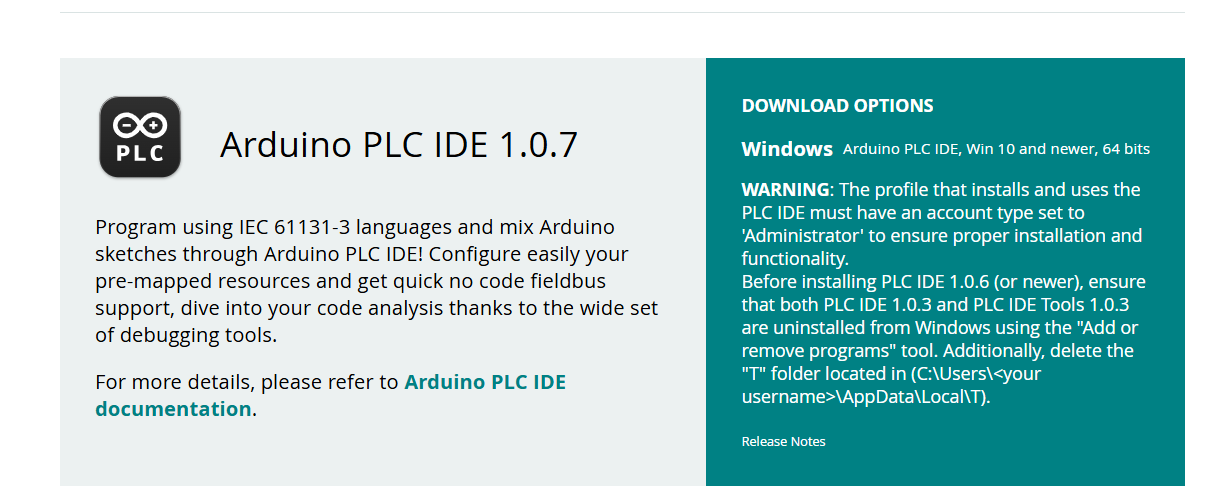 PLC
Arduino PLC IDE 1.0.7
Program using IEC 61131-3 languages and mix Arduino
sketches through Arduino PLC IDE! Configure easily your
pre-mapped resources and get quick no code fieldbus
support, dive into your code analysis thanks to the wide set
of debugging tools.
For more details, please refer to Arduino PLC IDE
documentation.
DOWNLOAD OPTIONS
Windows Arduino PLC IDE, Win 10 and newer, 64 bits
WARNING: The profile that installs and uses the
PLC IDE must have an account type set to
'Administrator' to ensure proper installation and
functionality.
Before installing PLC IDE 1.0.6 (or newer), ensure
that both PLC IDE 1.0.3 and PLC IDE Tools 1.0.3
are uninstalled from Windows using the "Add or
remove programs" tool. Additionally, delete the
"T" folder located in (C:\Users\<your
username>\AppData\Local\T).
Release Notes